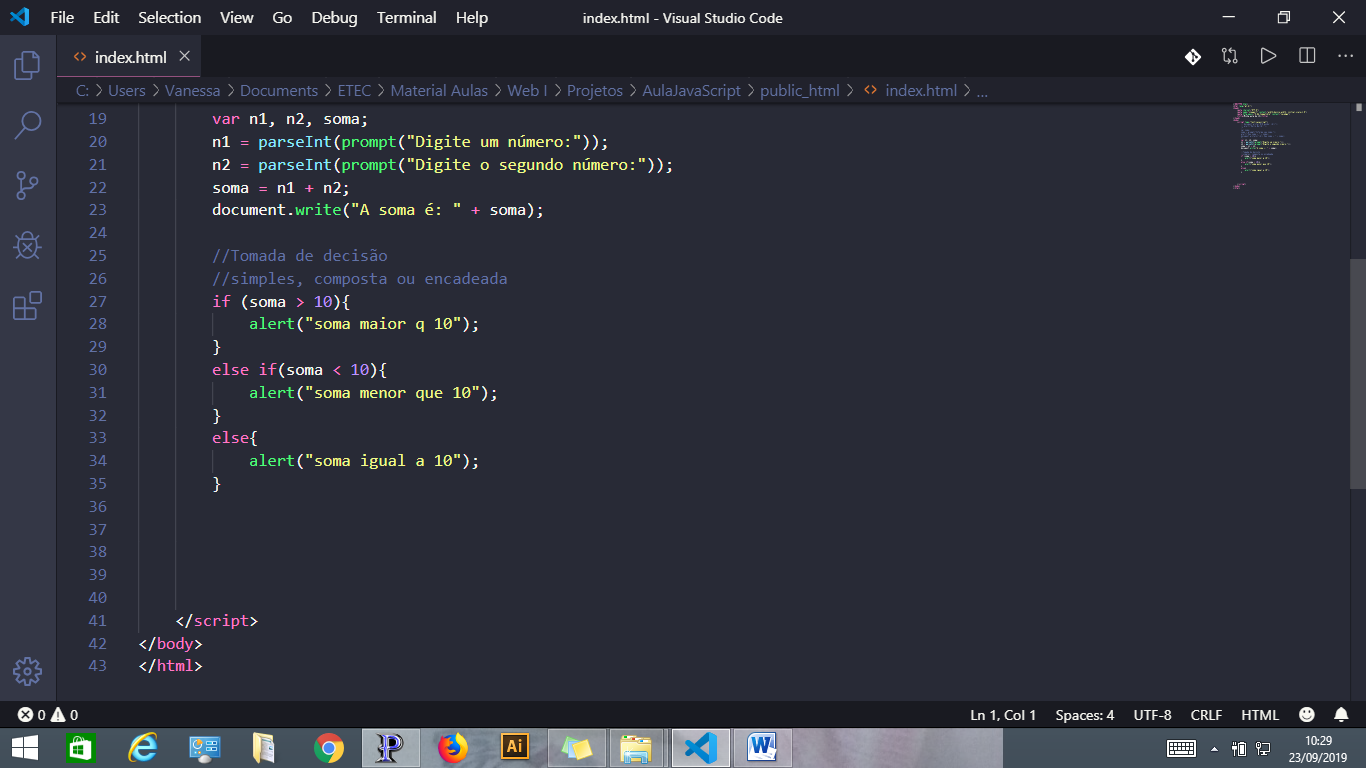 File Edit Selection View Go Debug Terminal Help index.html - Visual Studio Code
index.html
C: > Users > Vanessa > Documents > ETEC > Material Aulas > Web I > Projetos > AulaJavaScript > public_html > index.html > ...
19 var n1, n2, soma;
20 n1 = parseInt(prompt("Digite um número:"));
21 n2 = parseInt(prompt("Digite o segundo número:"));
22 soma = n1 + n2;
23 document.write("A soma é: " + soma);
24
25 //Tomada de decisão
26 //simples, composta ou encadeada
27 if (soma > 10){
28 alert("soma maior q 10");
29 }
30 else if(soma < 10){
31 alert("soma menor que 10");
32 }
33 else{
34 alert("soma igual a 10");
35 }
36
37
38
39
40
41 </script>
42 </body>
43 </html>
0 0 Ln 1, Col 1 Spaces: 4 UTF-8 CRLF HTML
Ai
10:29
23/09/2019